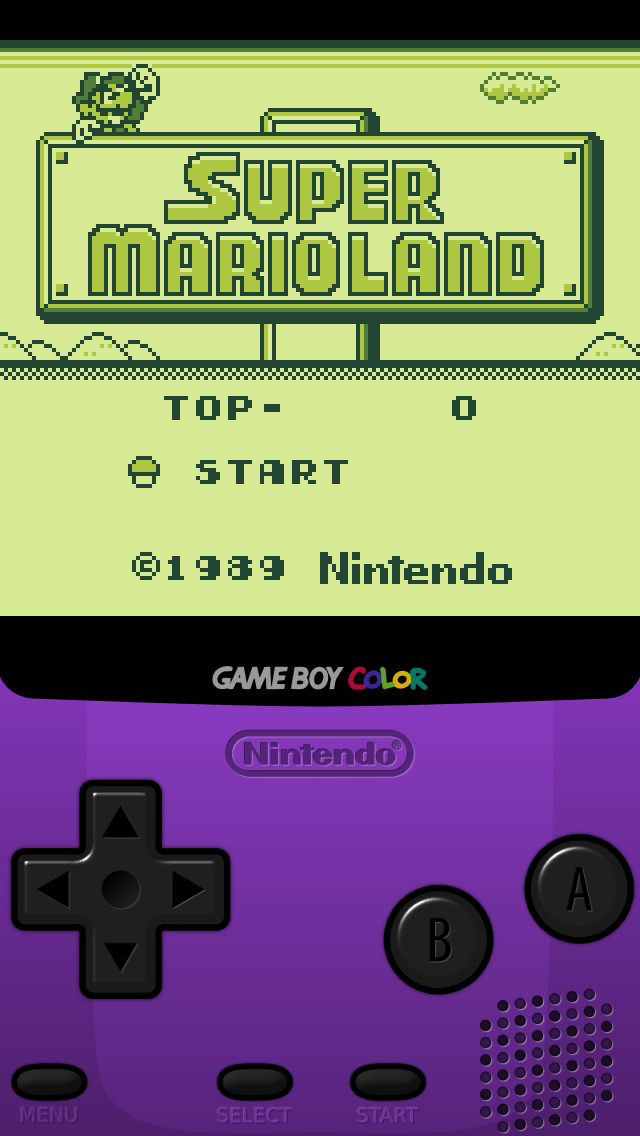 SUPER
MARIOLAND
TOP- 0
START
©1989 Nintendo
GAME BOY COLOR
Nintendo®
A
B
MENU SELECT START